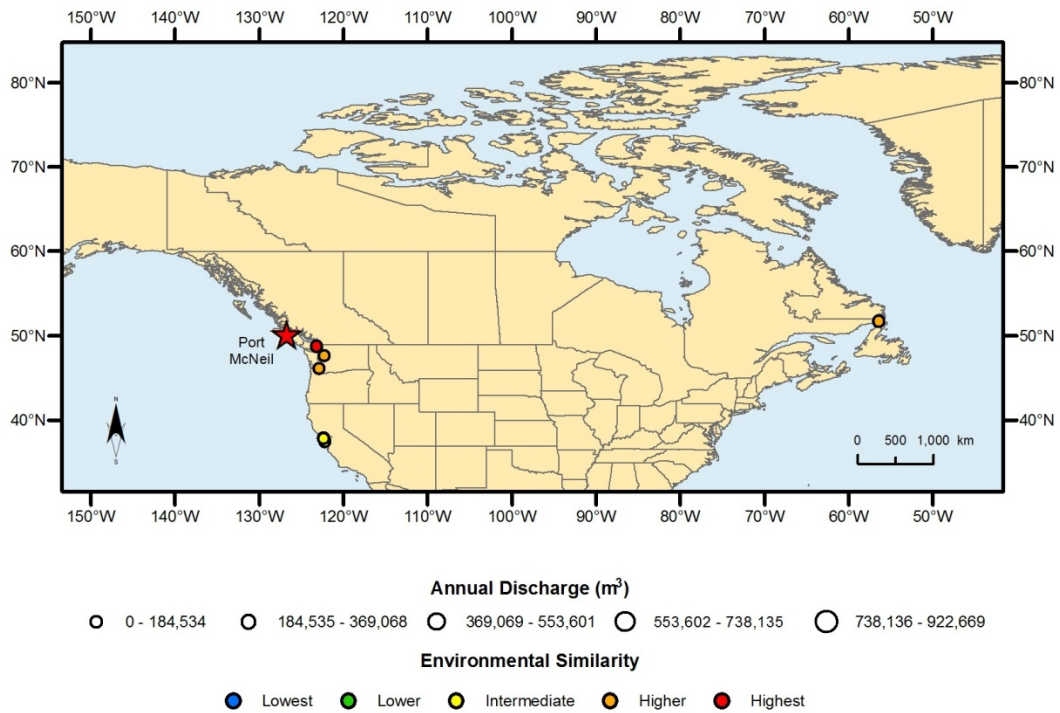 150°W 140°W 130°W 120°W 110°W 100°W 90°W 80°W 70°W 60°W 50°W
80°N 80°N
70°N 70°N
60°N 60°N
50°N 50°N
Port
McNeil
40°N 40°N
N
S
0 500 1,000 km
150°W 140°W 130°W 120°W 110°W 100°W 90°W 80°W 70°W 60°W 50°W
Annual Discharge (m³)
0 - 184,534 184,535 - 369,068 369,069 - 553,601 553,602 - 738,135 738,136 - 922,669
Environmental Similarity
Lowest Lower Intermediate Higher Highest